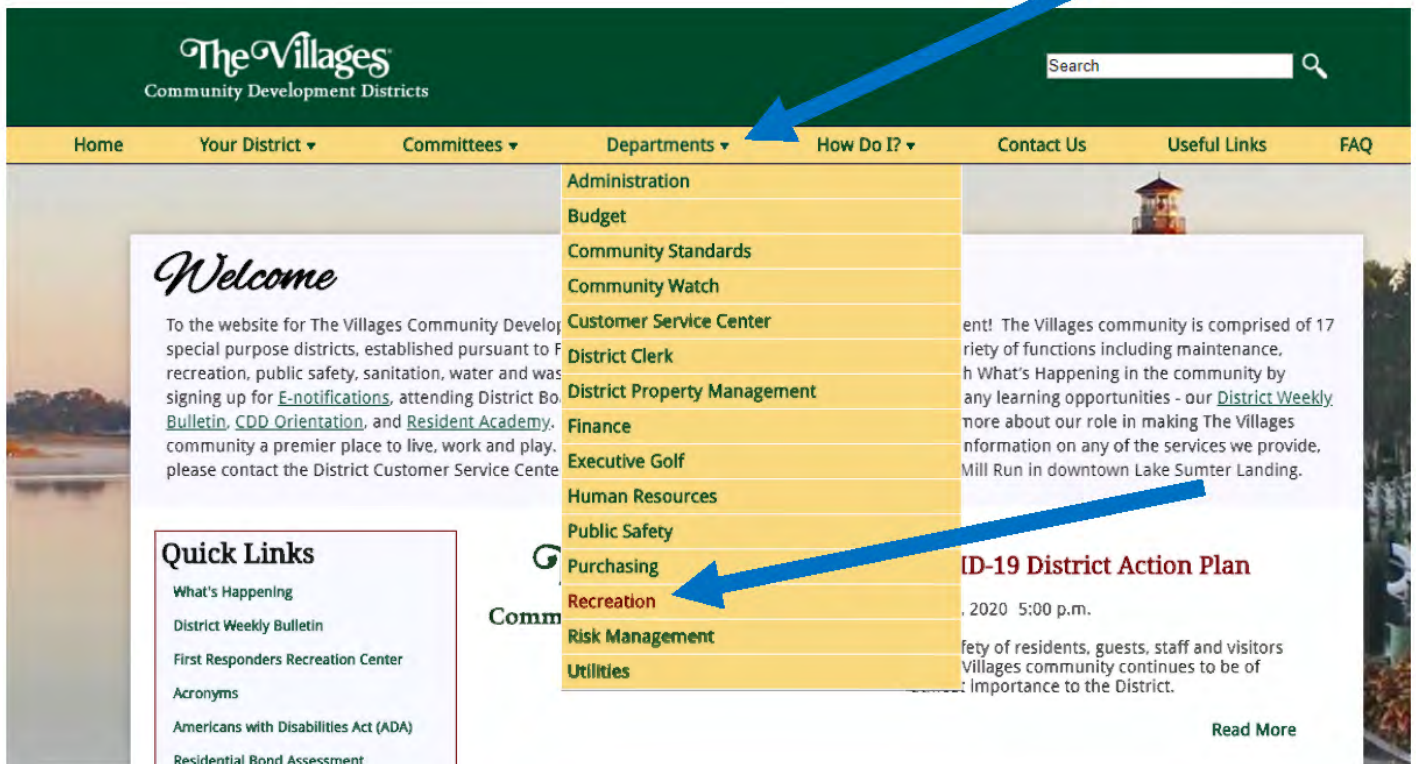 The Villages
Community Development Districts
Search
Home Your District Committees Departments How Do I? Contact Us Useful Links FAQ
Administration
Budget
Community Standards
Community Watch
Customer Service Center
District Clerk
District Property Management
Finance
Executive Golf
Human Resources
Public Safety
Purchasing
Recreation
Risk Management
Utilities
Welcome
To the website for The Villages Community Develop ent! The Villages community is comprised of 17
special purpose districts, established pursuant to F riety of functions including maintenance,
recreation, public safety, sanitation, water and was h What's Happening in the community by
signing up for E-notifications, attending District Bo any learning opportunities - our District Weekly
Bulletin, CDD Orientation, and Resident Academy. more about our role in making The Villages
community a premier place to live, work and play. nformation on any of the services we provide,
please contact the District Customer Service Cente Mill Run in downtown Lake Sumter Landing.
Quick Links
What's Happening
District Weekly Bulletin
First Responders Recreation Center
Acronyms
Americans with Disabilities Act (ADA)
Residential Bond Assessment
Comm
ID-19 District Action Plan
, 2020 5:00 p.m.
fety of residents, guests, staff and visitors
Villages community continues to be of
importance to the District.
Read More